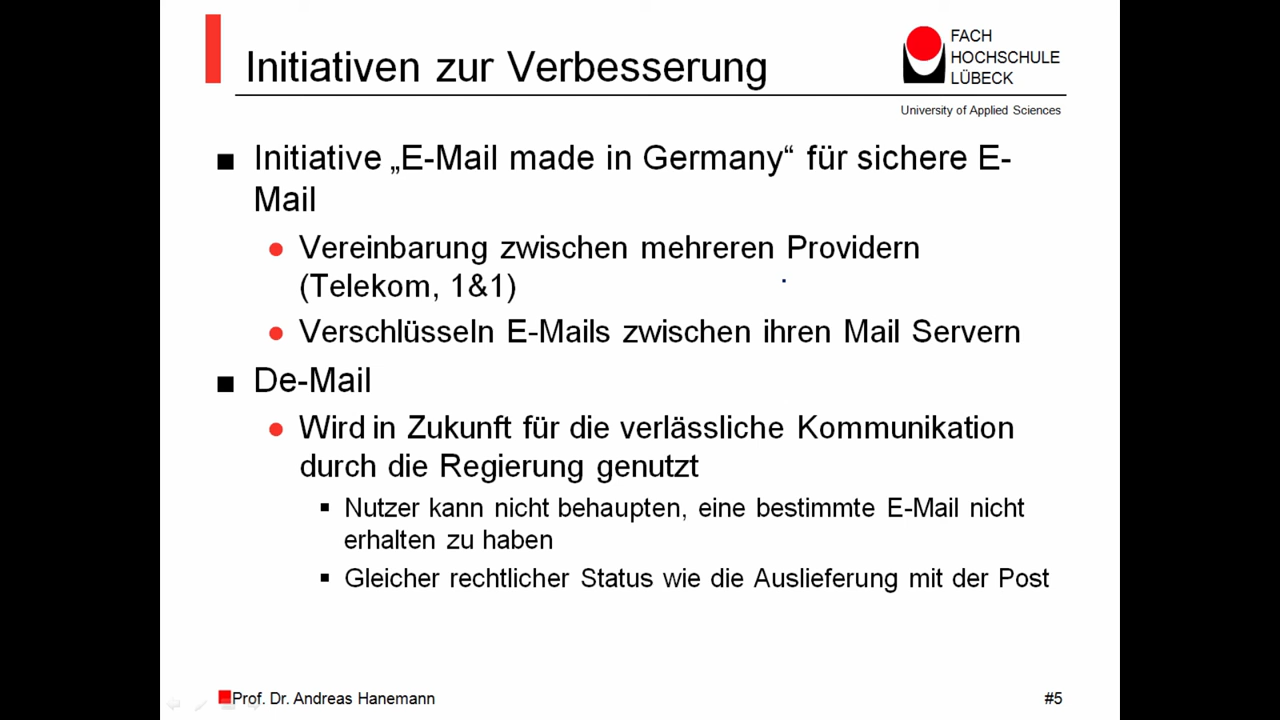 Initiativen zur Verbesserung
FACH
HOCHSCHULE
LÜBECK
University of Applied Sciences
Initiative „E-Mail made in Germany“ für sichere E-
Mail
Vereinbarung zwischen mehreren Providern
(Telekom, 1&1)
Verschlüsseln E-Mails zwischen ihren Mail Servern
De-Mail
Wird in Zukunft für die verlässliche Kommunikation
durch die Regierung genutzt
Nutzer kann nicht behaupten, eine bestimmte E-Mail nicht
erhalten zu haben
Gleicher rechtlicher Status wie die Auslieferung mit der Post
Prof. Dr. Andreas Hanemann
#5